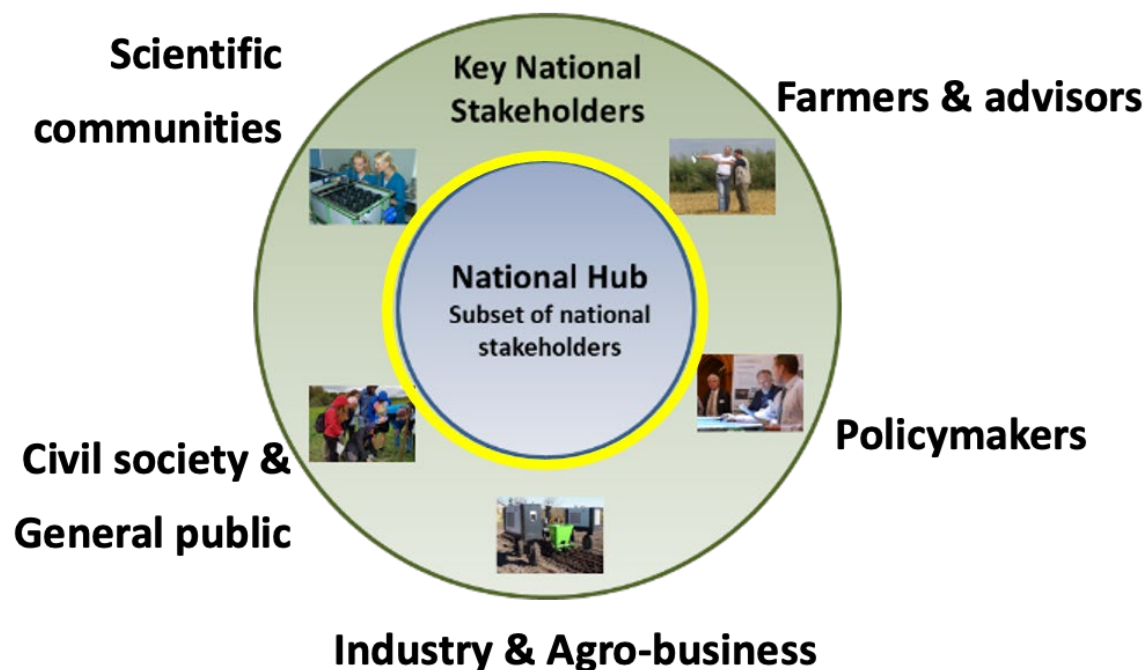 Scientific
communities
Key National
Stakeholders
Farmers & advisors
National Hub
Subset of national
stakeholders
Policymakers
Civil society &
General public
Industry & Agro-business